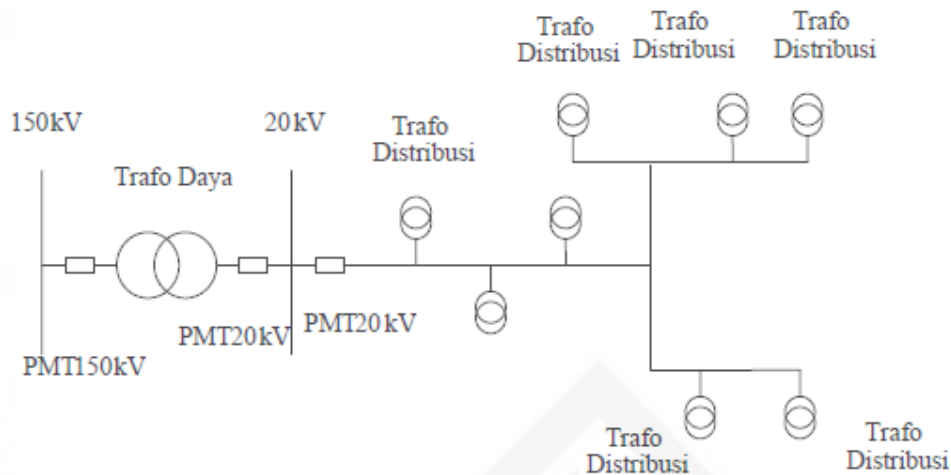 Trafo
Distribusi
Trafo
Distribusi
Trafo
Distribusi
150kV
20kV
Trafo
Distribusi
Trafo Daya
PMT20kV
PMT20kV
PMT150kV
Trafo
Distribusi
Trafo
Distribusi